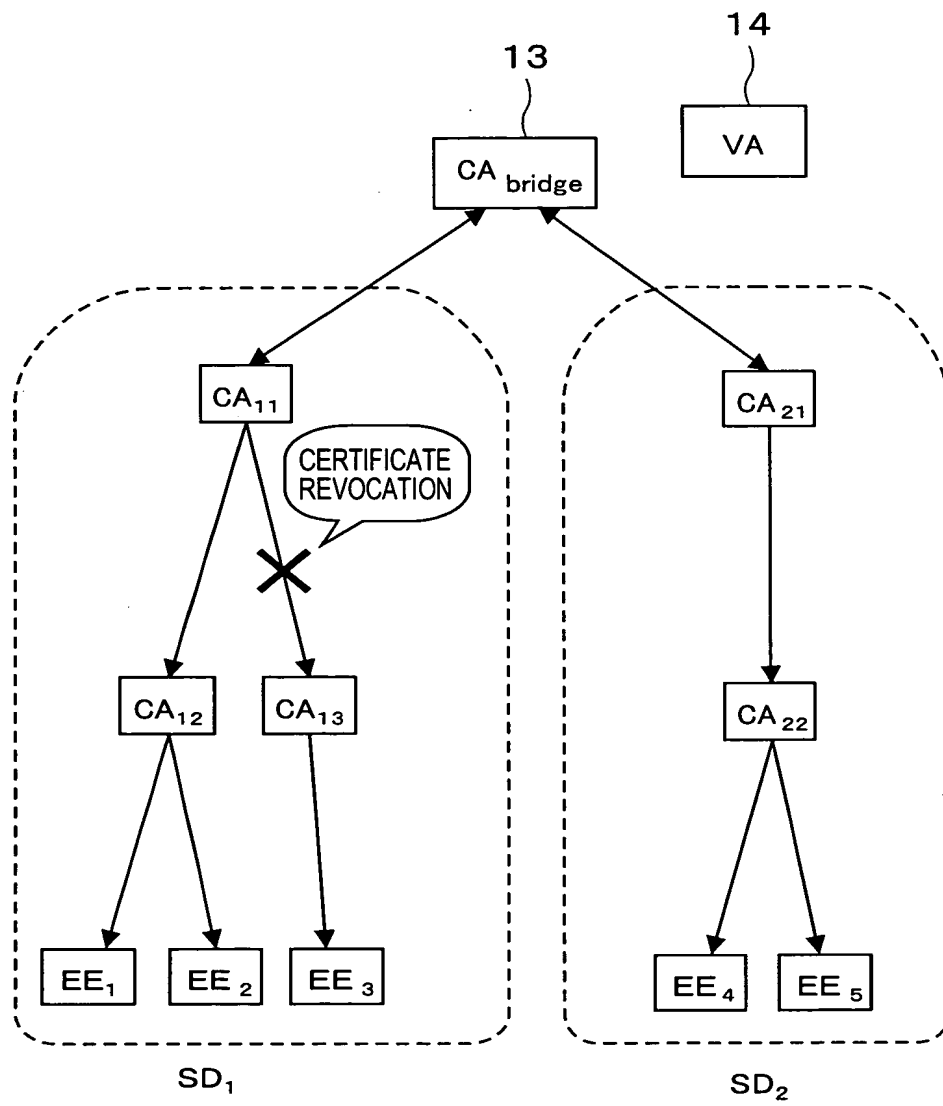 14
13
VA
CA bridge
CA₁₁
CA₂₁
CERTIFICATE
REVOCATION
CA₁₂
CA₁₃
CA₂₂
EE₁
EE₂
EE₃
EE₄
EE₅
SD₁
SD₂